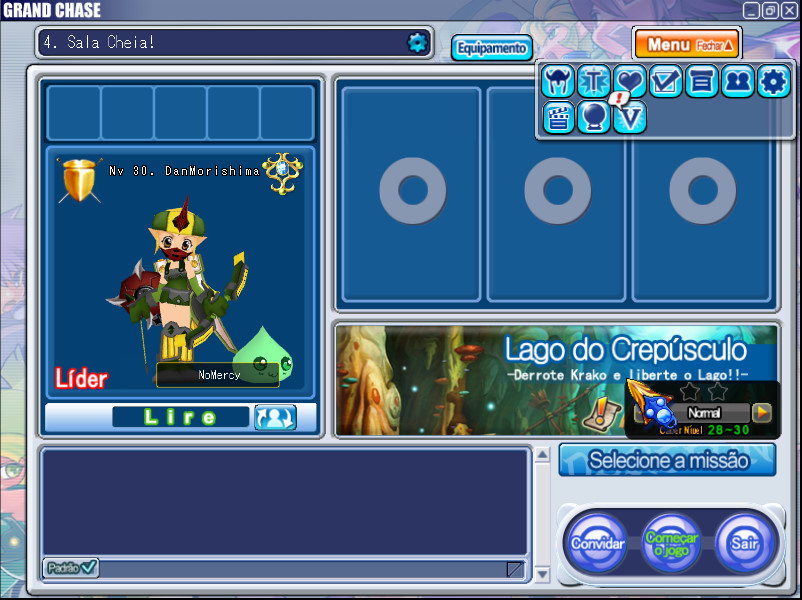 GRAND CHASE
4. Sala Cheia!
Equipamento
Menu Fechar
V
Nv 30. DanMorishima
NoMercy
Líder
Lire
Lago do Crepúsculo
-Derrote Krako e liberte o Lago!!-
Normal
Nível 28~30
Selecione a missão
Convidar
Começar o jogo
Sair
Padrão